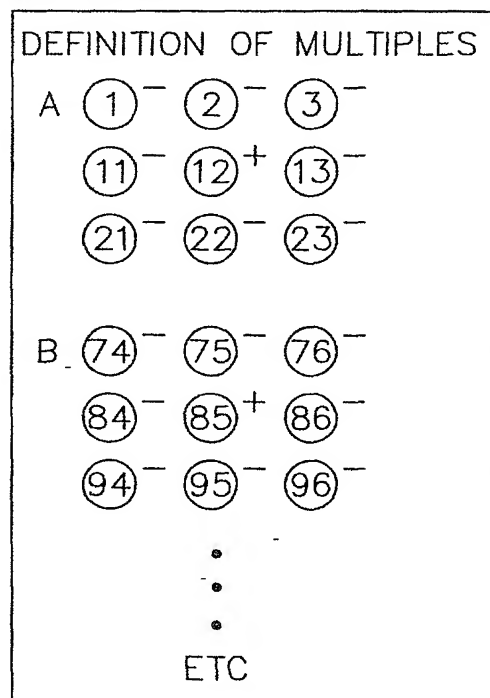 DEFINITION OF MULTIPLES
A 1− 2− 3−
11− 12+ 13−
21− 22− 23−
B 74− 75− 76−
84− 85+ 86−
94− 95− 96−
ETC